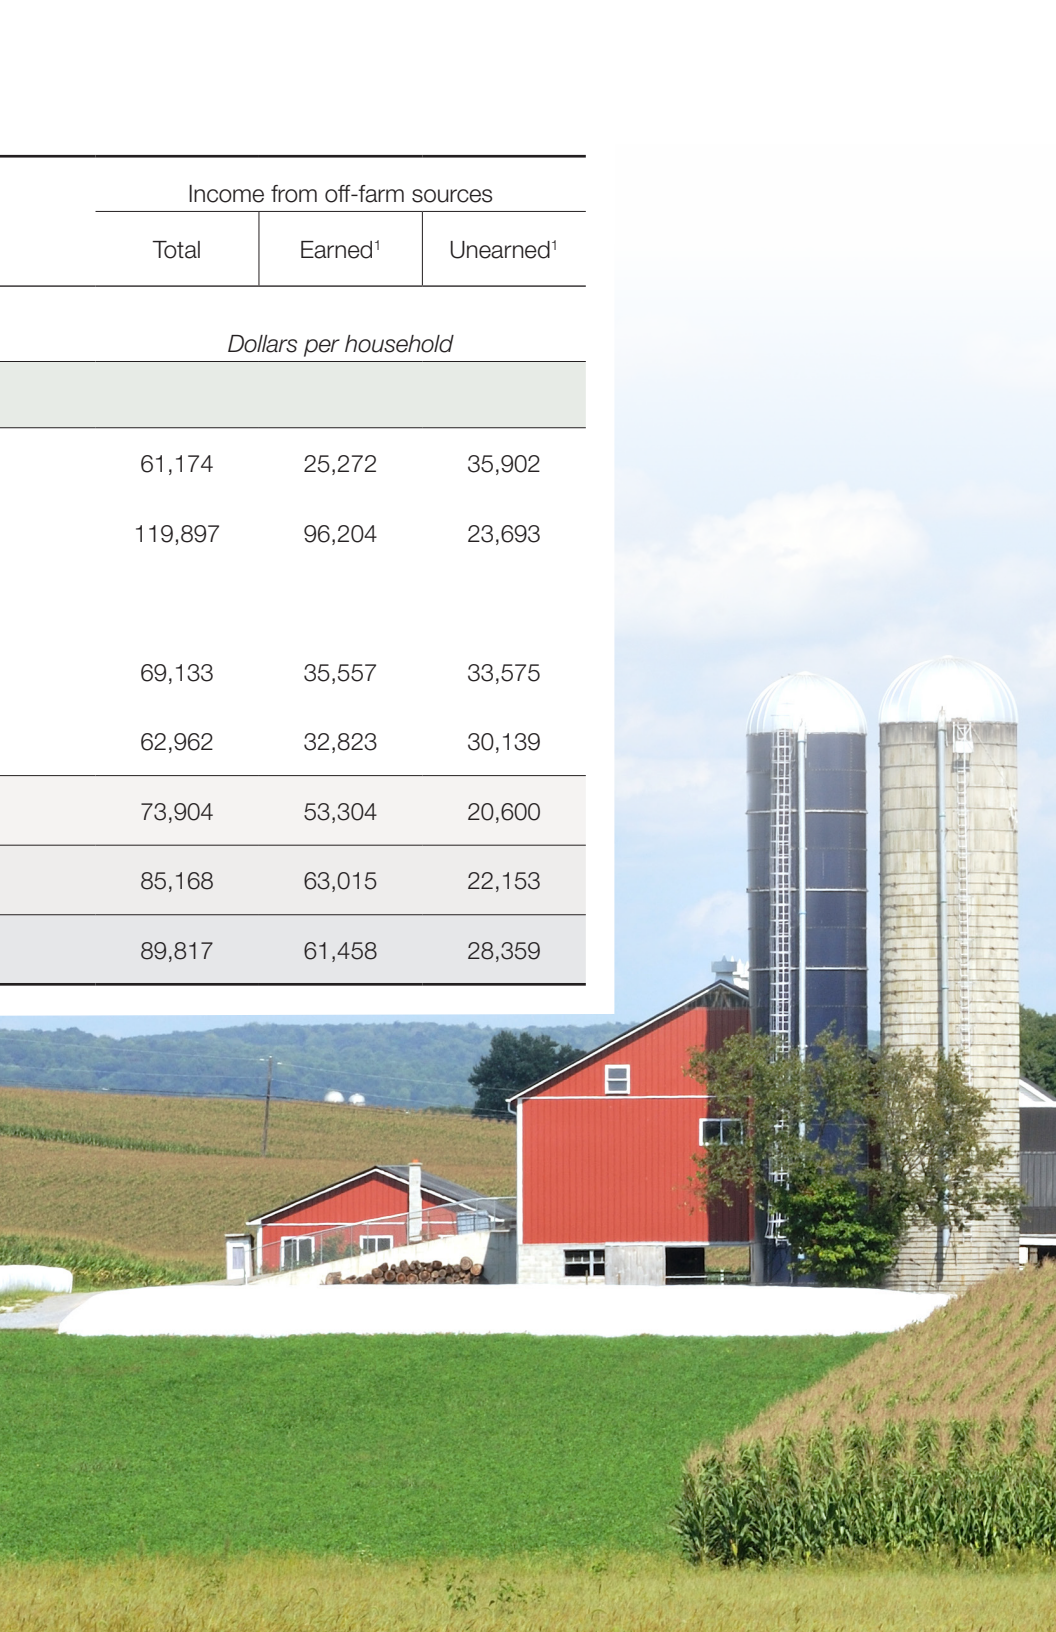 Income from off-farm sources
Total Earned¹ Unearned¹
Dollars per household
61,174 25,272 35,902
119,897 96,204 23,693
69,133 35,557 33,575
62,962 32,823 30,139
73,904 53,304 20,600
85,168 63,015 22,153
89,817 61,458 28,359